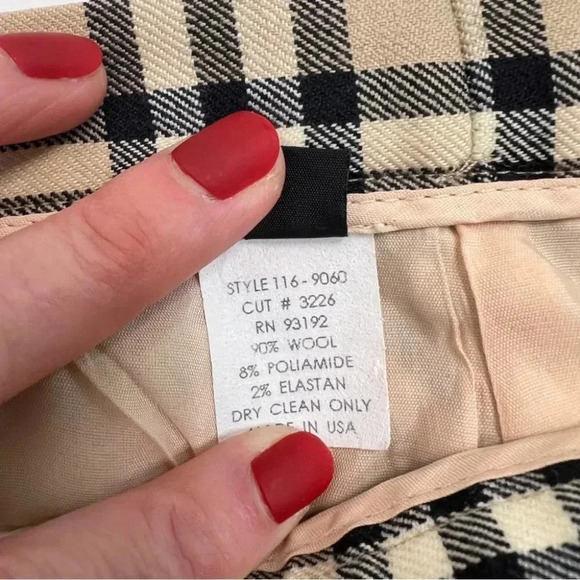 STYLE 116-9060
CUT # 3226
RN 93192
90% WOOL
8% POLIAMIDE
2% ELASTAN
DRY CLEAN ONLY
MADE IN USA